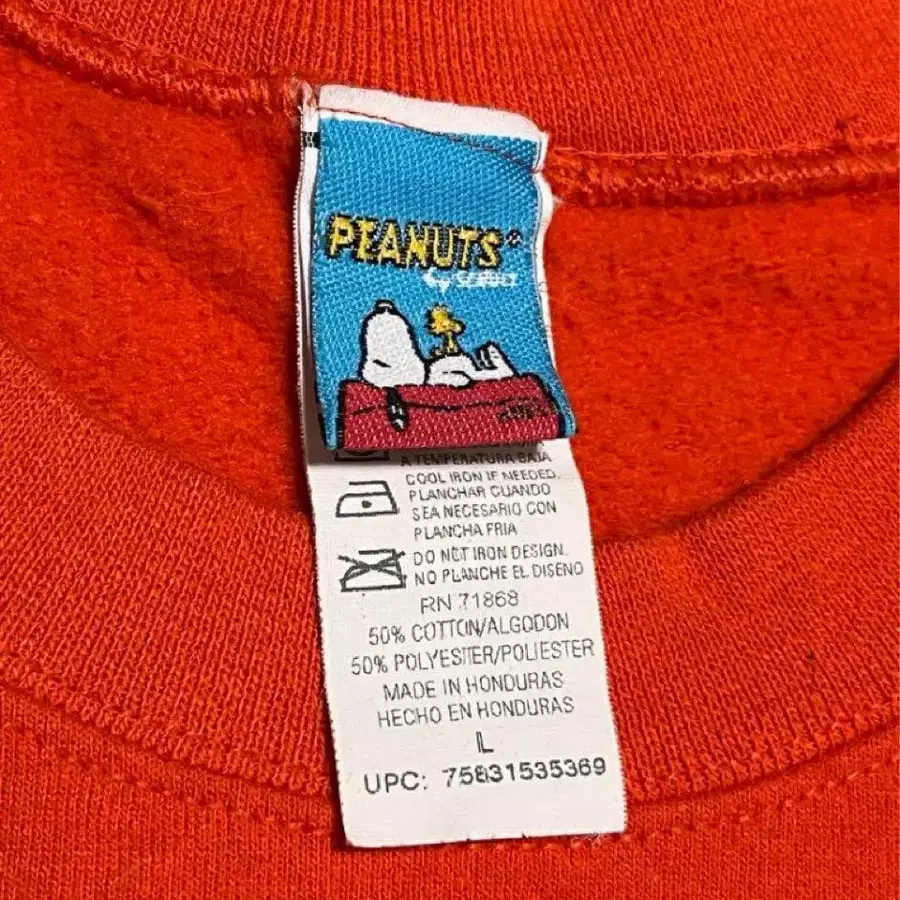 PEANUTS®
by SCHULZ
A TEMPERATURA BAJA
COOL IRON IF NEEDED.
PLANCHAR CUANDO
SEA NECESARIO CON
PLANCHA FRIA
DO NOT IRON DESIGN.
NO PLANCHE EL DISENO
RN 71868
50% COTTON/ALGODON
50% POLYESTER/POLIESTER
MADE IN HONDURAS
HECHO EN HONDURAS
L
UPC: 75831535369